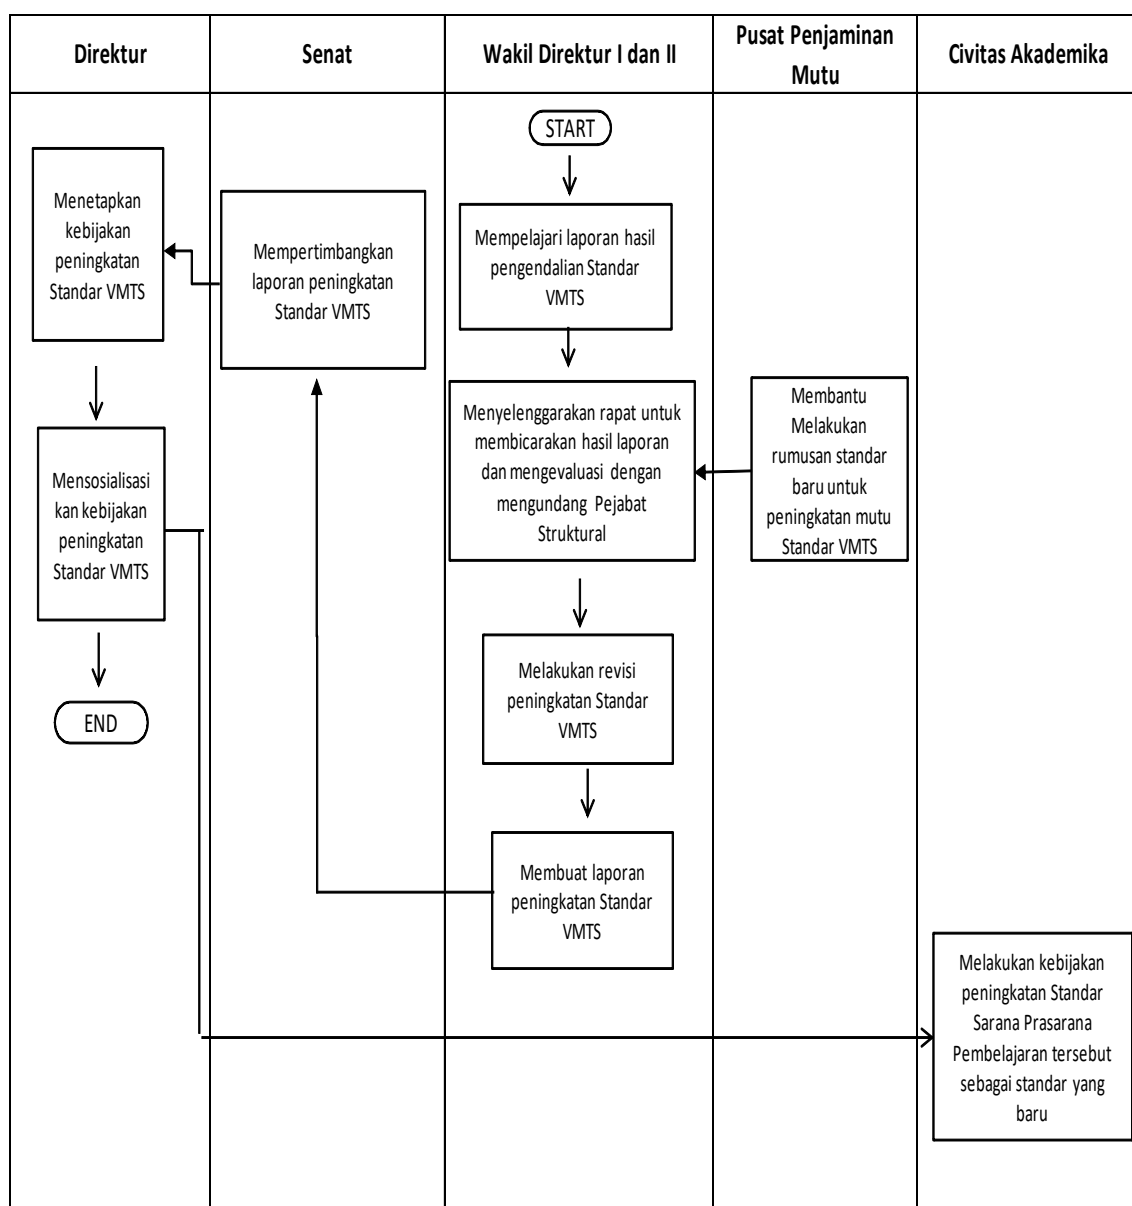 Direktur
Senat
Wakil Direktur I dan II
Pusat Penjaminan
Mutu
Civitas Akademika
START
Mempelajari laporan hasil
pengendalian Standar
VMTS
Menyelenggarakan rapat untuk
membicarakan hasil laporan
dan mengevaluasi dengan
mengundang Pejabat
Struktural
Membantu
Melakukan
rumusan standar
baru untuk
peningkatan mutu
Standar VMTS
Melakukan revisi
peningkatan Standar
VMTS
Membuat laporan
peningkatan Standar
VMTS
Mempertimbangkan
laporan peningkatan
Standar VMTS
Menetapkan
kebijakan
peningkatan
Standar VMTS
Mensosialisasi
kan kebijakan
peningkatan
Standar VMTS
END
Melakukan kebijakan
peningkatan Standar
Sarana Prasarana
Pembelajaran tersebut
sebagai standar yang
baru